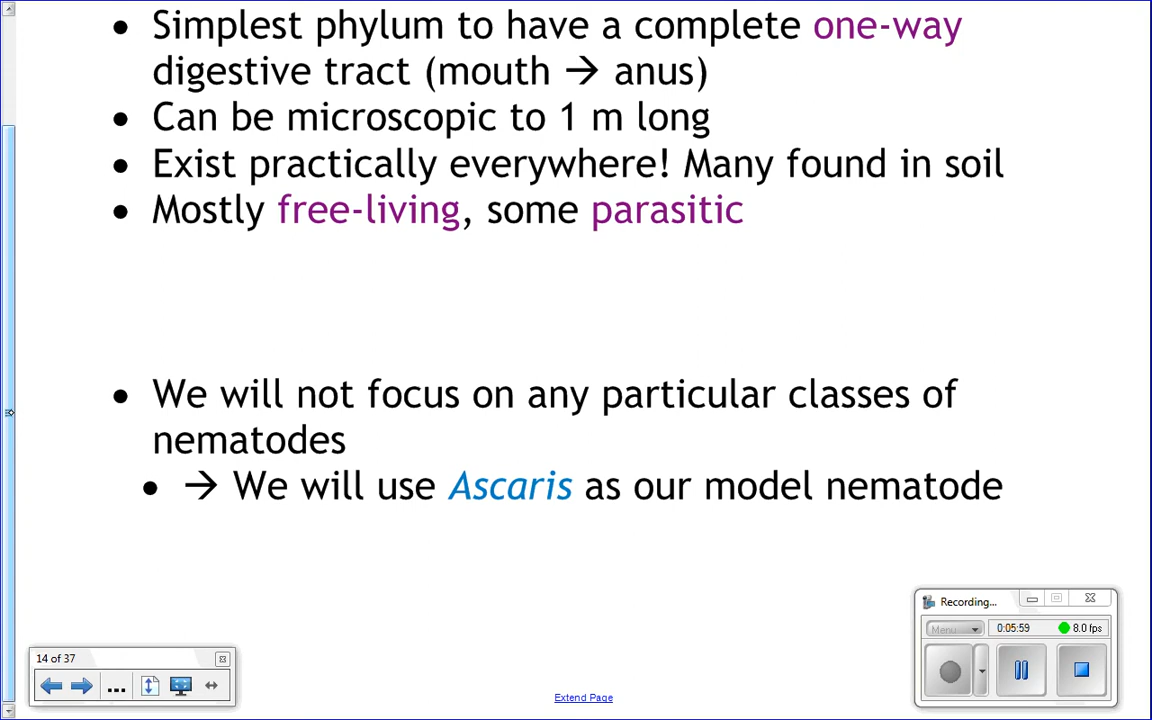 • Simplest phylum to have a complete one-way
digestive tract (mouth → anus)
• Can be microscopic to 1 m long
• Exist practically everywhere! Many found in soil
• Mostly free-living, some parasitic
• We will not focus on any particular classes of
nematodes
• → We will use Ascaris as our model nematode
Recording...
Menu 0:05:59 8.0 fps
14 of 37
...
Extend Page